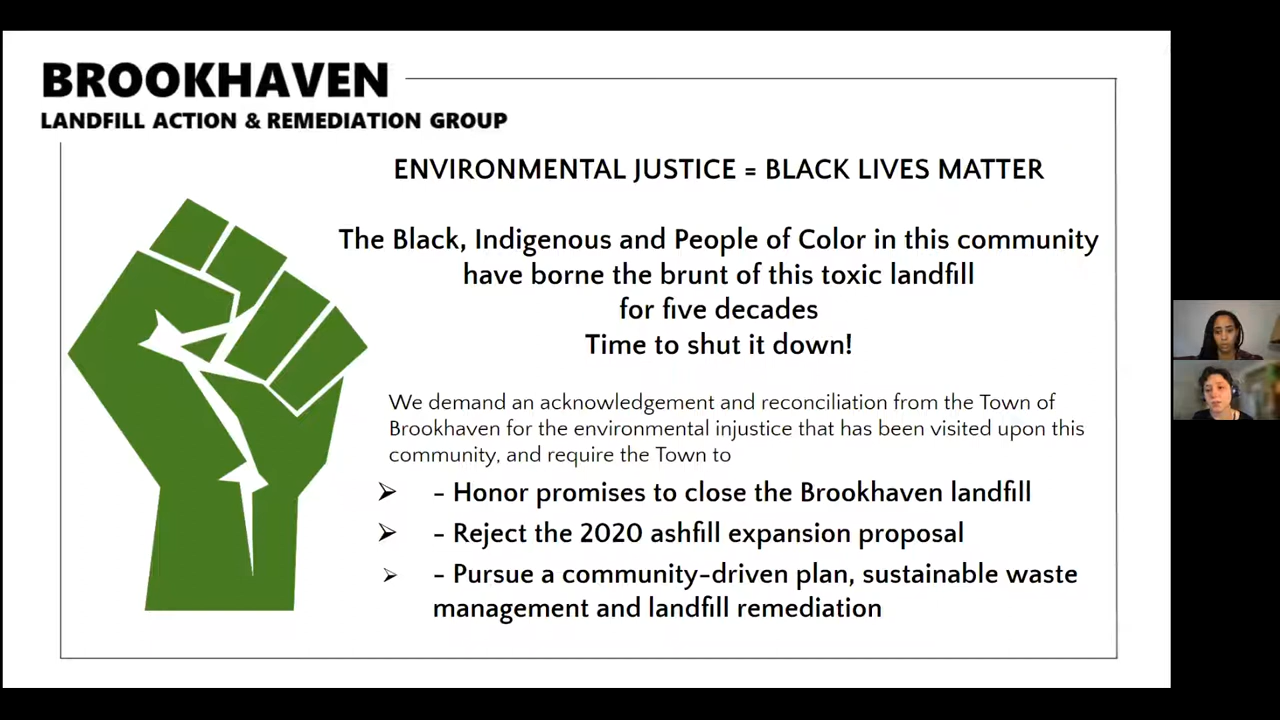 BROOKHAVEN
LANDFILL ACTION & REMEDIATION GROUP
ENVIRONMENTAL JUSTICE = BLACK LIVES MATTER
The Black, Indigenous and People of Color in this community
have borne the brunt of this toxic landfill
for five decades
Time to shut it down!
We demand an acknowledgement and reconciliation from the Town of
Brookhaven for the environmental injustice that has been visited upon this
community, and require the Town to
➢ - Honor promises to close the Brookhaven landfill
➢ - Reject the 2020 ashfill expansion proposal
➢ - Pursue a community-driven plan, sustainable waste
management and landfill remediation